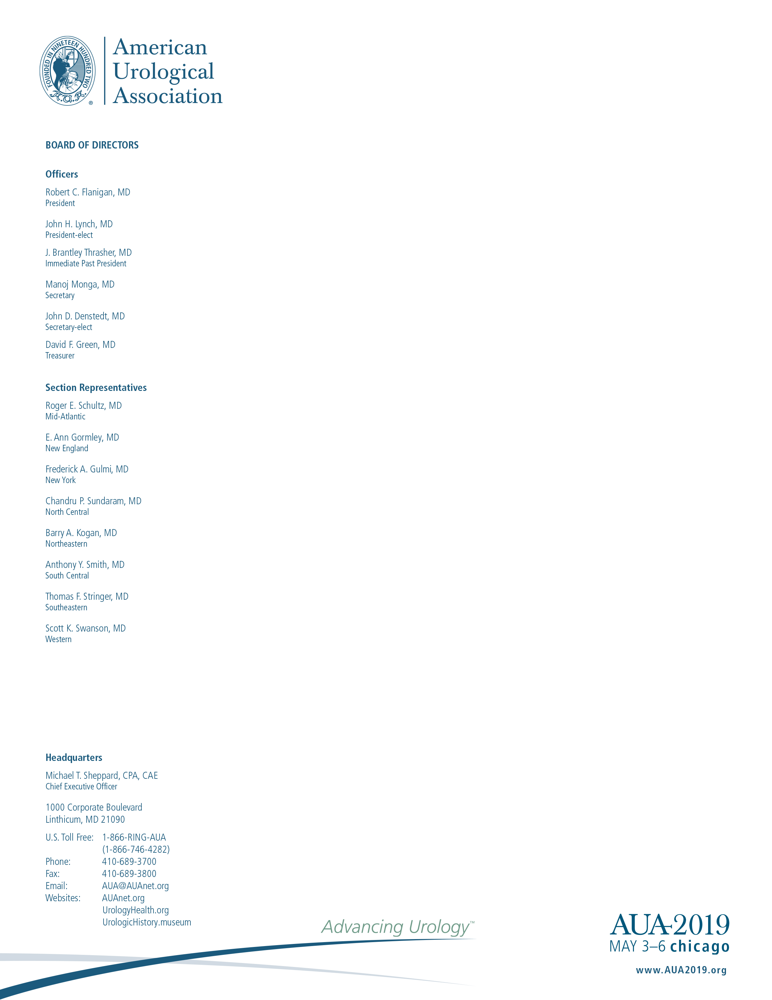 FOUNDED IN NINETEEN HUNDRED TWO
A.U.A.
®
American
Urological
Association
BOARD OF DIRECTORS
Officers
Robert C. Flanigan, MD
President
John H. Lynch, MD
President-elect
J. Brantley Thrasher, MD
Immediate Past President
Manoj Monga, MD
Secretary
John D. Denstedt, MD
Secretary-elect
David F. Green, MD
Treasurer
Section Representatives
Roger E. Schultz, MD
Mid-Atlantic
E. Ann Gormley, MD
New England
Frederick A. Gulmi, MD
New York
Chandru P. Sundaram, MD
North Central
Barry A. Kogan, MD
Northeastern
Anthony Y. Smith, MD
South Central
Thomas F. Stringer, MD
Southeastern
Scott K. Swanson, MD
Western
Headquarters
Michael T. Sheppard, CPA, CAE
Chief Executive Officer
1000 Corporate Boulevard
Linthicum, MD 21090
U.S. Toll Free: 1-866-RING-AUA
(1-866-746-4282)
Phone: 410-689-3700
Fax: 410-689-3800
Email: AUA@AUAnet.org
Websites: AUAnet.org
UrologyHealth.org
UrologicHistory.museum
Advancing Urology™
AUA2019
MAY 3–6 chicago
www.AUA2019.org